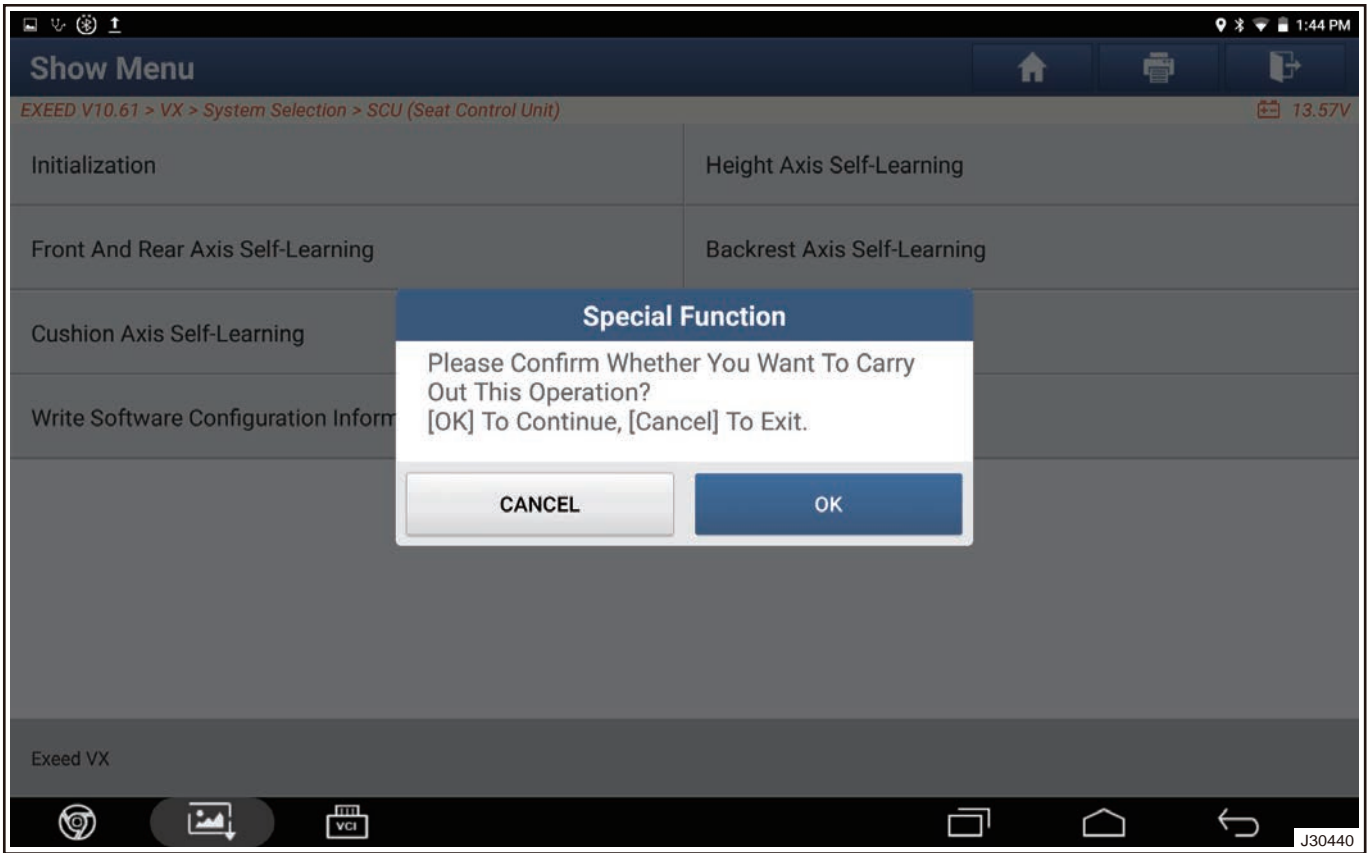 1:44 PM
Show Menu
EXEED V10.61 > VX > System Selection > SCU (Seat Control Unit)
13.57V
Initialization
Height Axis Self-Learning
Front And Rear Axis Self-Learning
Backrest Axis Self-Learning
Cushion Axis Self-Learning
Special Function
Please Confirm Whether You Want To Carry
Out This Operation?
[OK] To Continue, [Cancel] To Exit.
Write Software Configuration
CANCEL
OK
Exeed VX
VCI
J30440